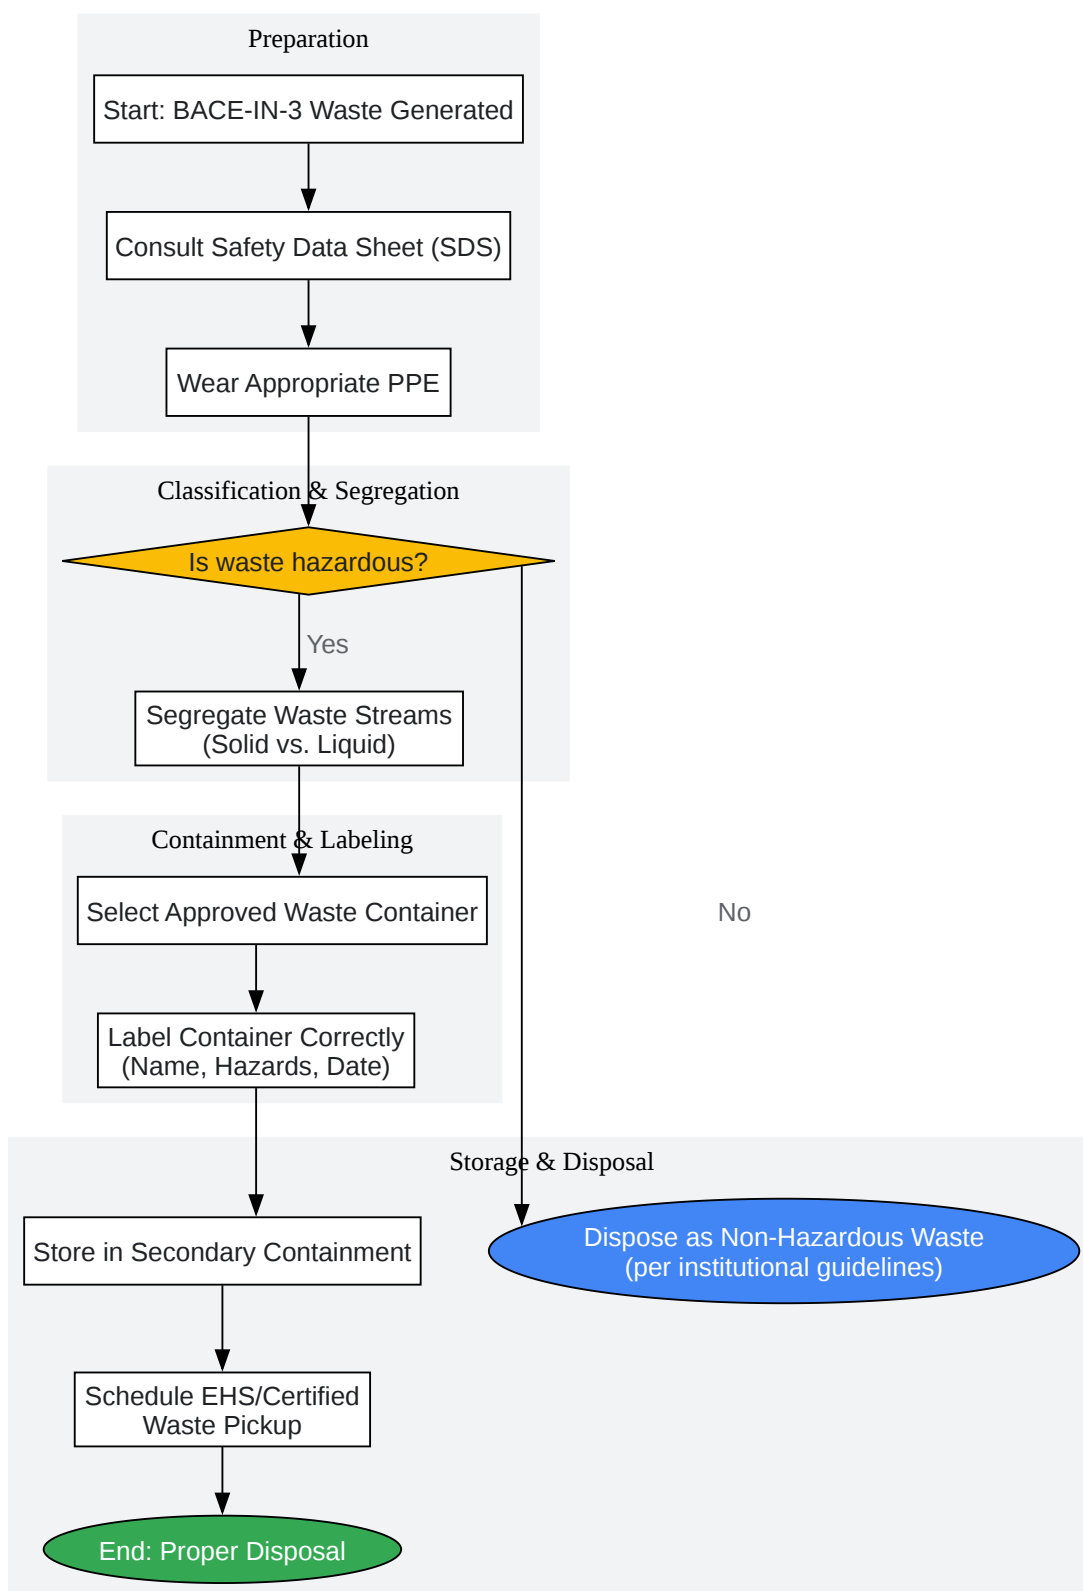 Preparation
Start: BACE-IN-3 Waste Generated
Consult Safety Data Sheet (SDS)
Wear Appropriate PPE
Classification & Segregation
Is waste hazardous?
Yes
Segregate Waste Streams
(Solid vs. Liquid)
Containment & Labeling
Select Approved Waste Container
No
Label Container Correctly
(Name, Hazards, Date)
Storage & Disposal
Store in Secondary Containment
Dispose as Non-Hazardous Waste
(per institutional guidelines)
Schedule EHS/Certified
Waste Pickup
End: Proper Disposal